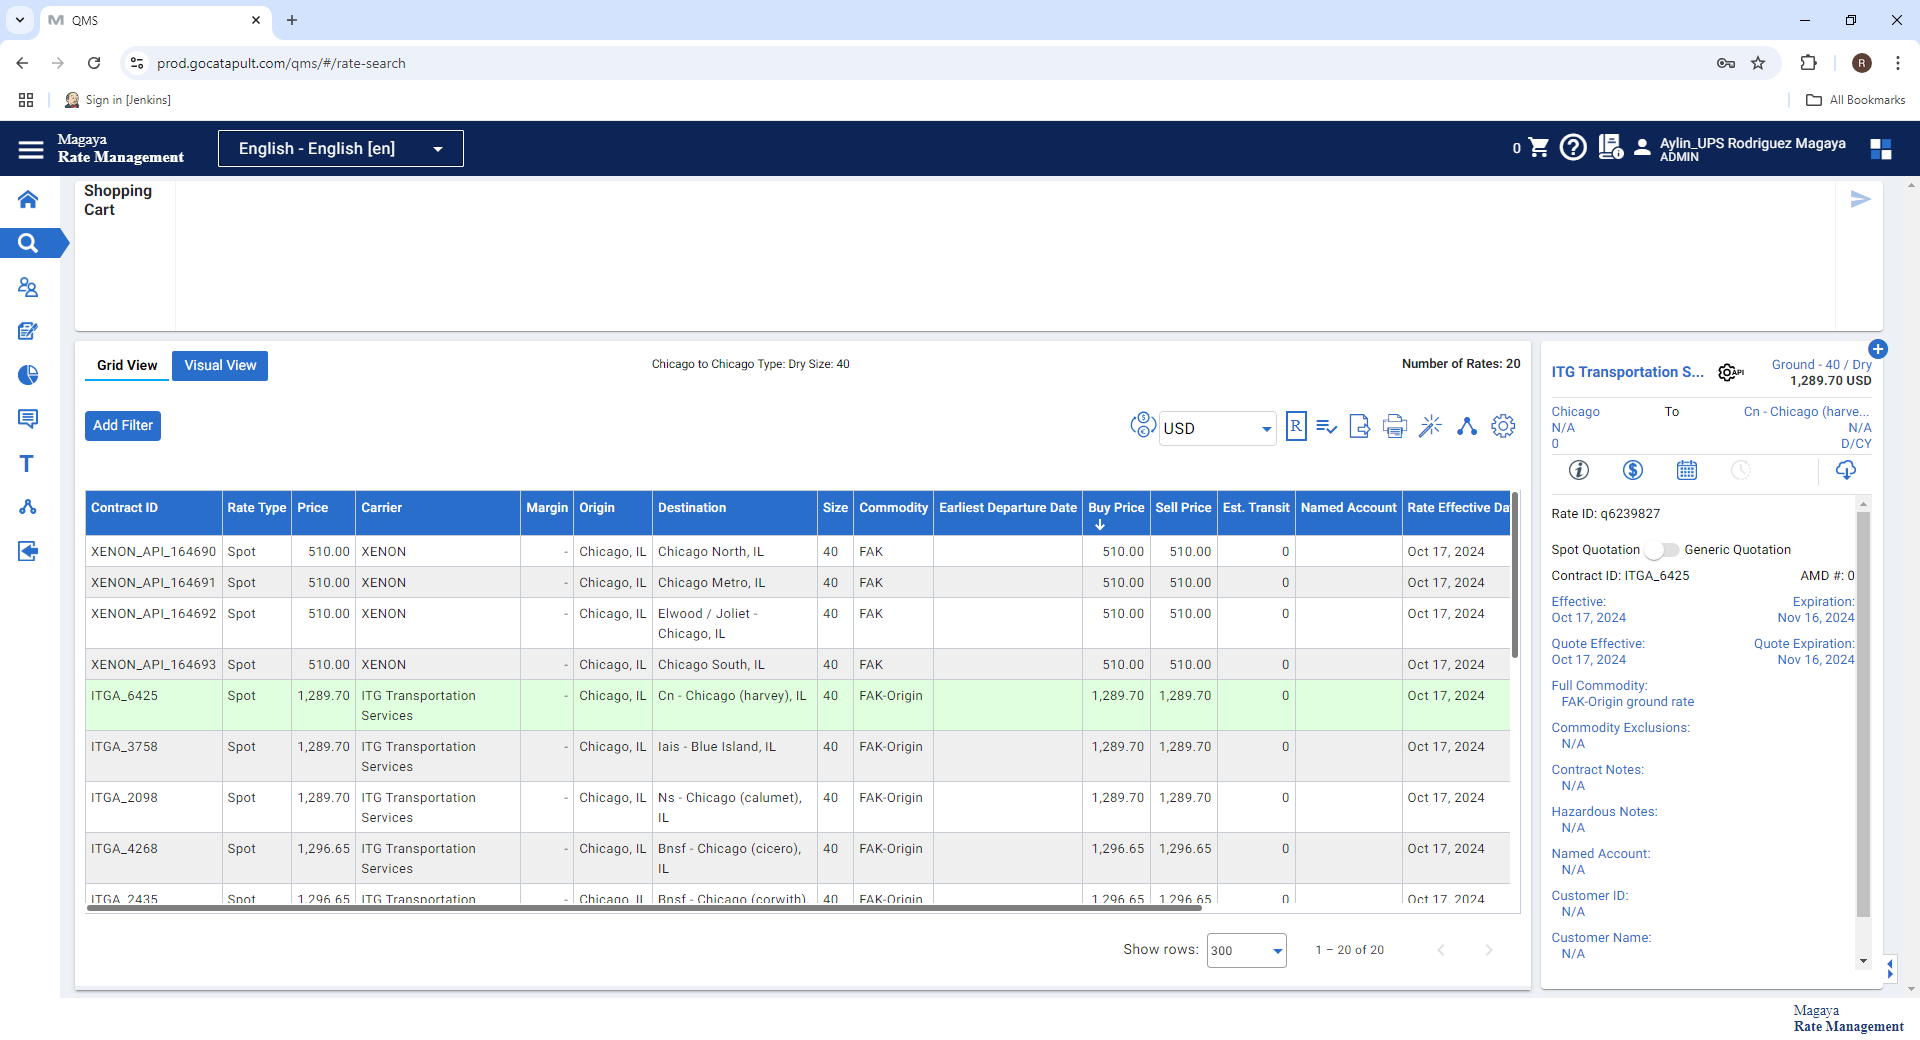 QMS
prod.gocatapult.com/qms/#/rate-search
R
Sign in [Jenkins]
All Bookmarks
Magaya
Rate Management
English - English [en]
0
Aylin_UPS Rodriguez Magaya
ADMIN
Shopping
Cart
Grid View
Visual View
Chicago to Chicago Type: Dry Size: 40
Number of Rates: 20
Add Filter
USD
R
Contract ID Rate Type Price Carrier Margin Origin Destination Size Commodity Earliest Departure Date Buy Price Sell Price Est. Transit Named Account Rate Effective Da
XENON_API_164690 Spot 510.00 XENON - Chicago, IL Chicago North, IL 40 FAK 510.00 510.00 0 Oct 17, 2024
XENON_API_164691 Spot 510.00 XENON - Chicago, IL Chicago Metro, IL 40 FAK 510.00 510.00 0 Oct 17, 2024
XENON_API_164692 Spot 510.00 XENON - Chicago, IL Elwood / Joliet - 40 FAK 510.00 510.00 0 Oct 17, 2024
Chicago, IL
XENON_API_164693 Spot 510.00 XENON - Chicago, IL Chicago South, IL 40 FAK 510.00 510.00 0 Oct 17, 2024
ITGA_6425 Spot 1,289.70 ITG Transportation - Chicago, IL Cn - Chicago (harvey), IL 40 FAK-Origin 1,289.70 1,289.70 0 Oct 17, 2024
Services
ITGA_3758 Spot 1,289.70 ITG Transportation - Chicago, IL Iais - Blue Island, IL 40 FAK-Origin 1,289.70 1,289.70 0 Oct 17, 2024
Services
ITGA_2098 Spot 1,289.70 ITG Transportation - Chicago, IL Ns - Chicago (calumet), 40 FAK-Origin 1,289.70 1,289.70 0 Oct 17, 2024
Services IL
ITGA_4268 Spot 1,296.65 ITG Transportation - Chicago, IL Bnsf - Chicago (cicero), 40 FAK-Origin 1,296.65 1,296.65 0 Oct 17, 2024
Services IL
ITGA_2435 Spot 1,296.65 ITG Transportation - Chicago, IL Bnsf - Chicago (corwith), 40 FAK-Origin 1,296.65 1,296.65 0 Oct 17, 2024
Show rows: 300 1 – 20 of 20
ITG Transportation S...
API
Ground - 40 / Dry
1,289.70 USD
Chicago To Cn - Chicago (harve...
N/A N/A
0 D/CY
Rate ID: q6239827
Spot Quotation Generic Quotation
Contract ID: ITGA_6425 AMD #: 0
Effective: Expiration:
Oct 17, 2024 Nov 16, 2024
Quote Effective: Quote Expiration:
Oct 17, 2024 Nov 16, 2024
Full Commodity:
FAK-Origin ground rate
Commodity Exclusions:
N/A
Contract Notes:
N/A
Hazardous Notes:
N/A
Named Account:
N/A
Customer ID:
N/A
Customer Name:
N/A
Magaya
Rate Management